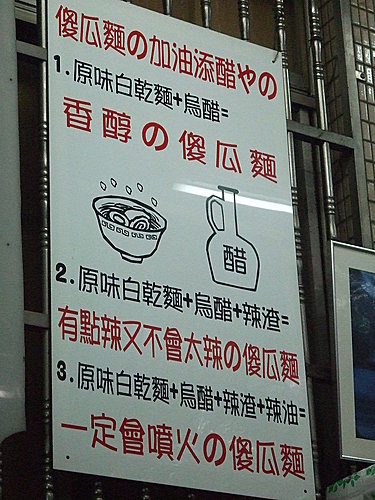 傻瓜麵の加油添醋やの
1.原味白乾麵+烏醋=
香醇の傻瓜麵
醋
2.原味白乾麵+烏醋+辣渣=
有點辣又不會太辣の傻瓜麵
3.原味白乾麵+烏醋+辣渣+辣油=
一定會噴火の傻瓜麵